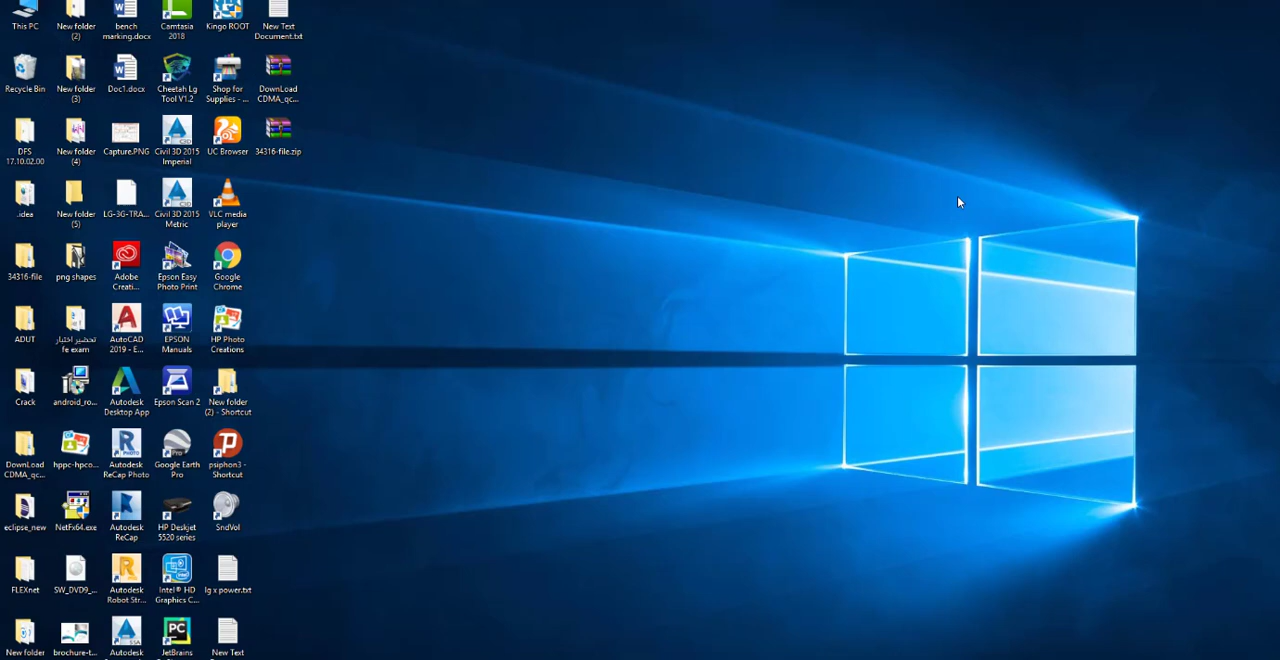 This PC
New folder
(2)
bench
marking.docx
Camtasia
2018
Kingo ROOT
New Text
Document.txt
Recycle Bin
New folder
(3)
Doc1.docx
Cheetah Lg
Tool V1.2
Shop for
Supplies - ...
DownLoad
CDMA_qc...
DFS
17.10.02.00
New folder
(4)
Capture.PNG
Civil 3D 2015
Imperial
UC Browser
34316-file.zip
.idea
New folder
(5)
LG-3G-TRA...
Civil 3D 2015
Metric
VLC media
player
34316-file
png shapes
Adobe
Creati...
Epson Easy
Photo Print
Google
Chrome
ADUT
تحضير اختبار
fe exam
AutoCAD
2019 - E...
EPSON
Manuals
HP Photo
Creations
Crack
android_ro...
Autodesk
Desktop App
Epson Scan 2
New folder
(2) - Shortcut
DownLoad
CDMA_qc...
hppc-hpco...
Autodesk
ReCap Photo
Google Earth
Pro
psiphon3 -
Shortcut
eclipse_new
NetFx64.exe
Autodesk
ReCap
HP Deskjet
5520 series
SndVol
FLEXnet
SW_DVD9_...
Autodesk
Robot Str...
Intel® HD
Graphics C...
lg x power.txt
New folder
brochure-t...
Autodesk
JetBrains
New Text